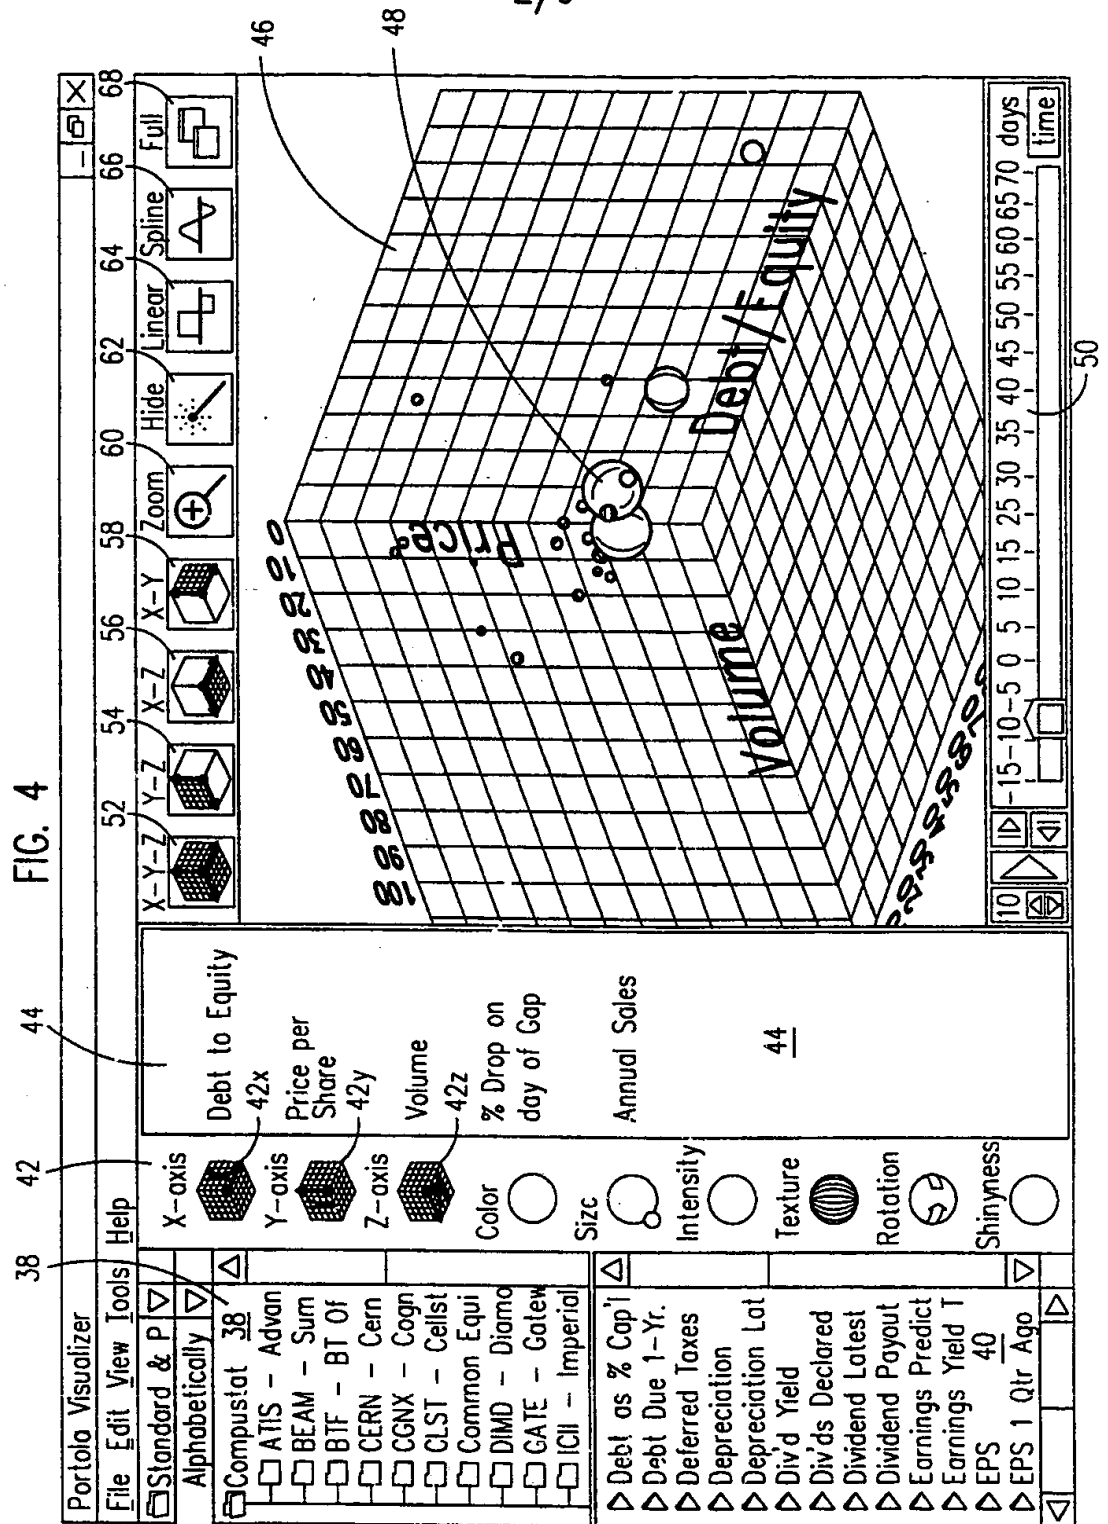 FIG. 4
Portola Visualizer
File Edit View Tools Help
38
42
44
52
54
56
58
60
62
64
66
68
46
48
50
Standard & P
Alphabetically
Compustat 38
ATIS - Advan
BEAM - Sum
BTF - BT Of
CERN - Cern
CGNX - Cogn
CLST - Cellst
Common Equi
DIMD - Diamo
GATE - Gatew
ICII - Imperial
Debt as % Cap'l
Debt Due 1-Yr.
Deferred Taxes
Depreciation
Depreciation Lat
Div'd Yield
Div'ds Declared
Dividend Latest
Dividend Payout
Earnings Predict
Earnings Yield T
EPS 40
EPS 1 Qtr Ago
X-axis
Debt to Equity
42x
Y-axis
Price per
Share
42y
Z-axis
Volume
42z
Color
% Drop on
day of Gap
Size
Annual Sales
Intensity
44
Texture
Rotation
Shinyness
X-Y-Z
Y-Z
X-Z
X-Y
Zoom
Hide
Linear
Spline
Full
100
90
80
70
60
50
40
30
20
10
0
Price
Volume
Debt/Equity
10
-15 -10 -5 0 5 10 15 25 30 35 40 45 50 55 60 65 70 days
time